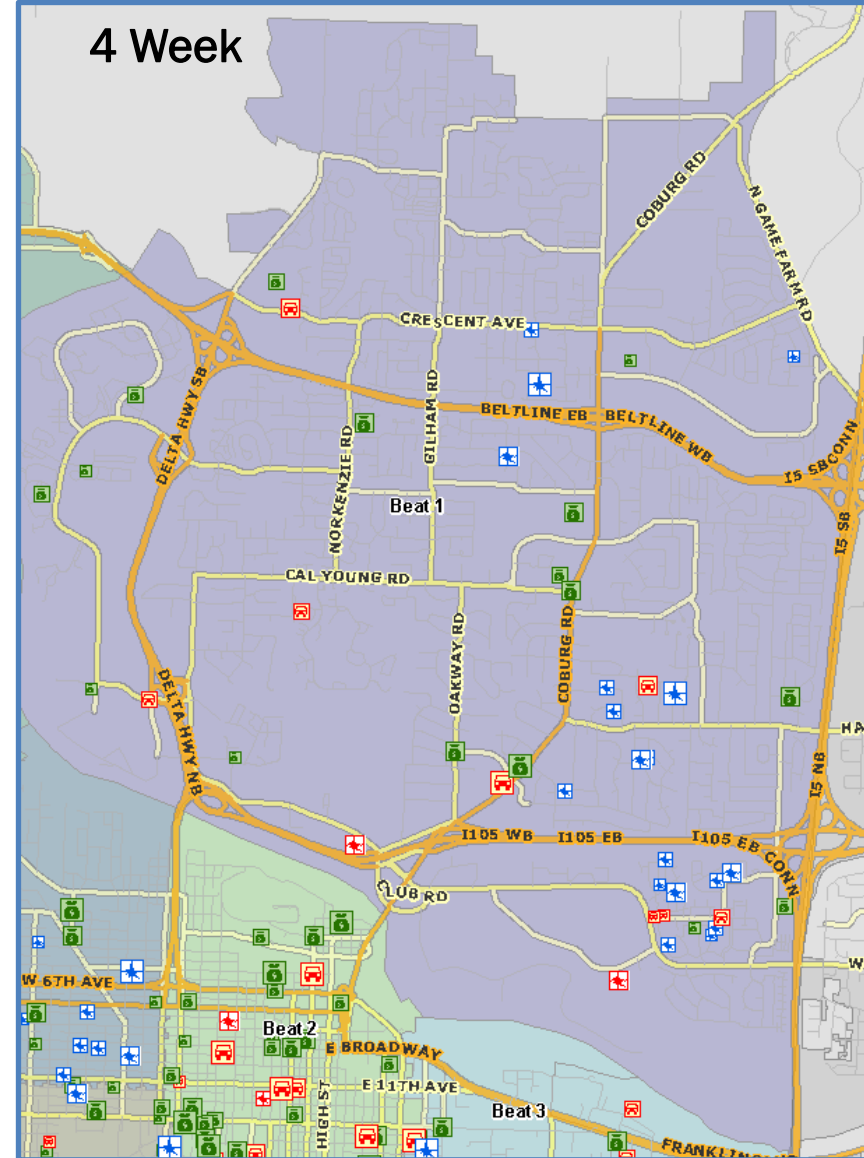 4 Week
COBURG RD
N GAME FARM RD
CRESCENT AVE
DELTA HWY SB
GILHAM RD
BELTLINE EB
BELTLINE WB
I5 SB CONN
NORKENZIE RD
Beat 1
I5 SB
CAL YOUNG RD
OAKWAY RD
COBURG RD
DELTA HWY NB
HA
I5 NB
I105 WB
I105 EB
I105 EB CONN
CLUB RD
W
W 6TH AVE
Beat 2
E BROADWAY
E 11TH AVE
HIGH ST
Beat 3